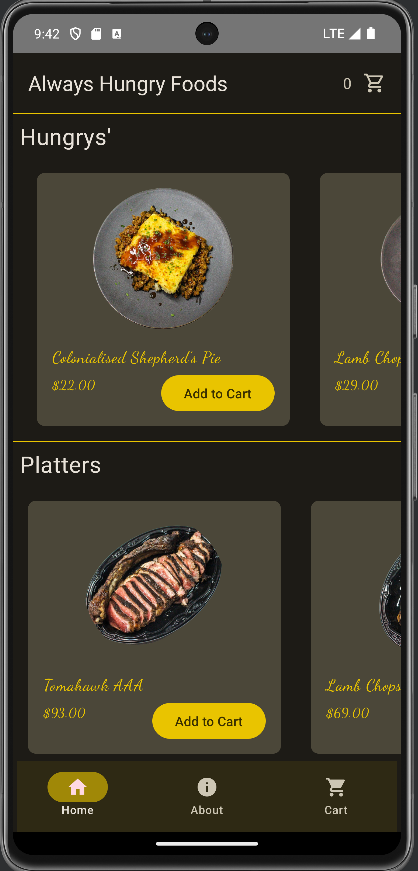 9:42
LTE
Always Hungry Foods
0
Hungrys'
Colonialised Shepherd's Pie
$22.00
Add to Cart
Lamb Chop
$29.00
Platters
Tomahawk AAA
$93.00
Add to Cart
Lamb Chops
$69.00
Home
About
Cart